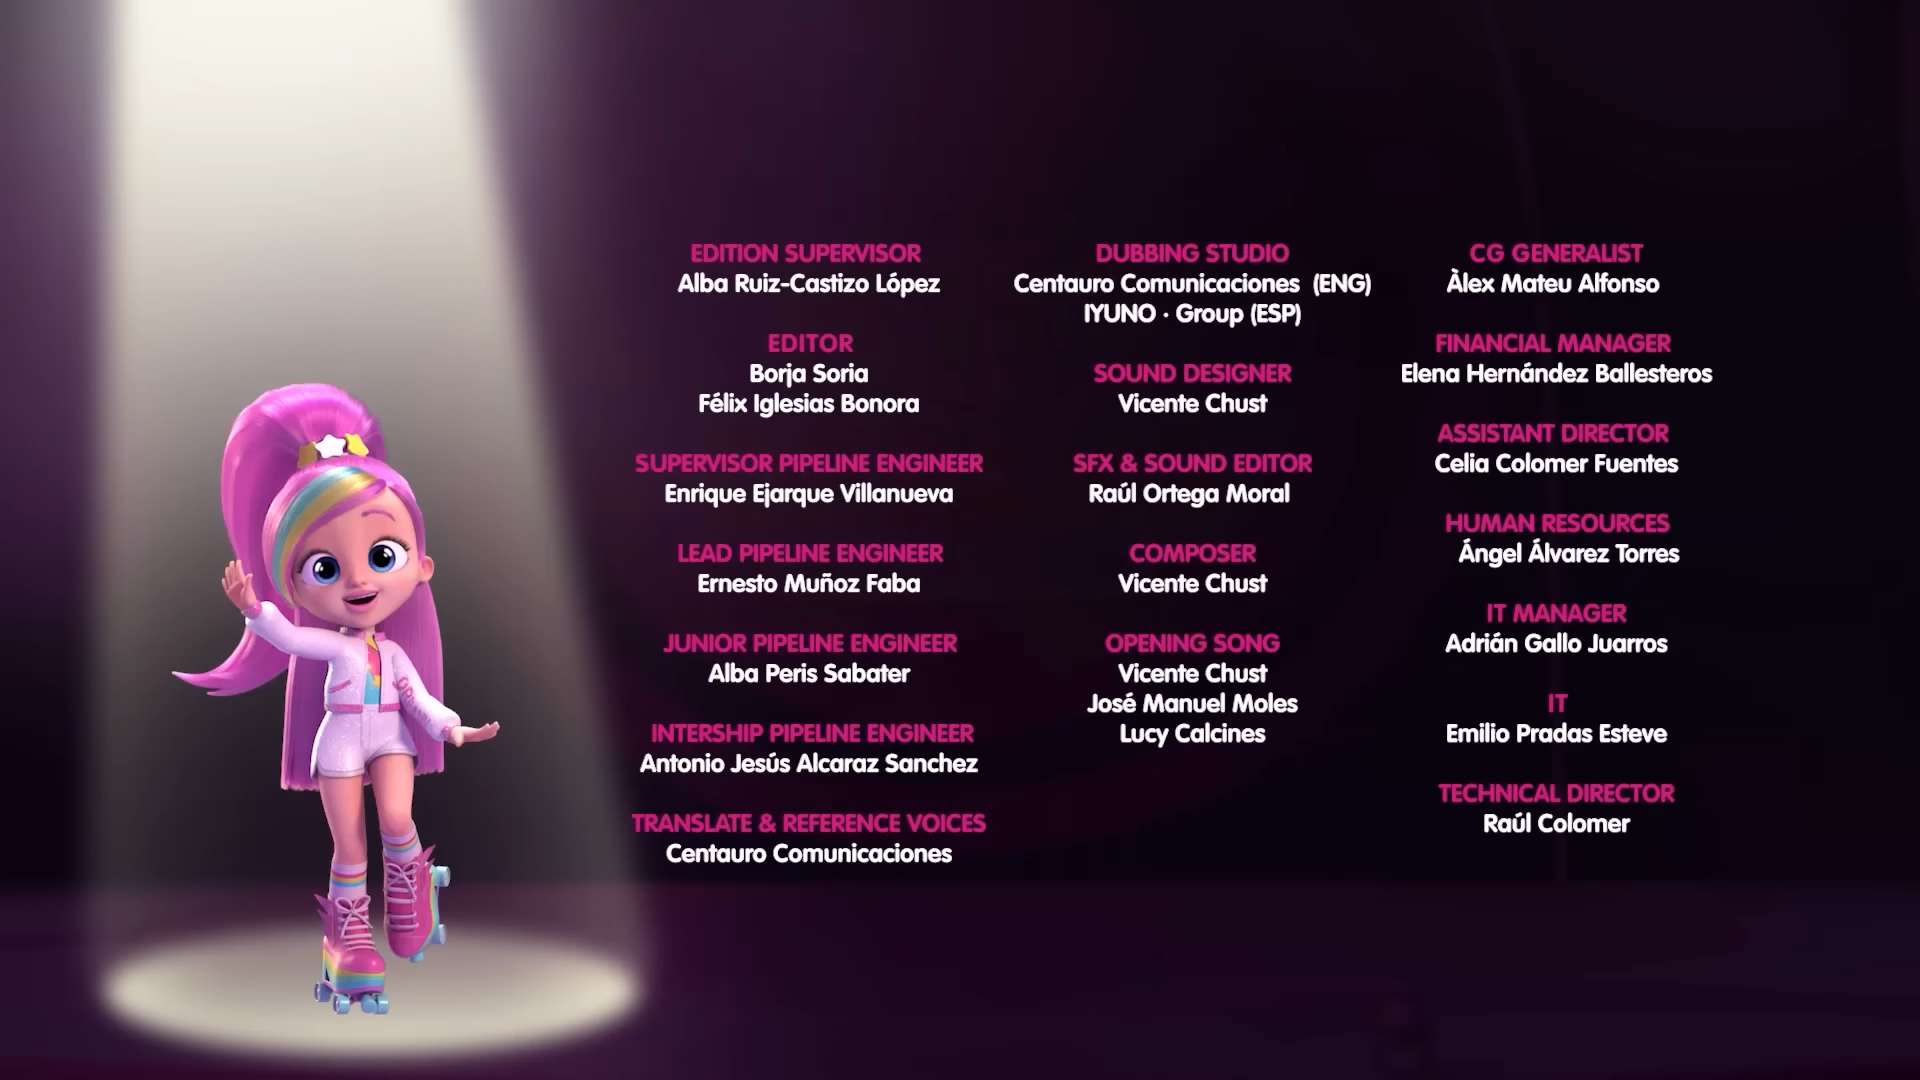 EDITION SUPERVISOR
Alba Ruiz-Castizo López
EDITOR
Borja Soria
Félix Iglesias Bonora
SUPERVISOR PIPELINE ENGINEER
Enrique Ejarque Villanueva
LEAD PIPELINE ENGINEER
Ernesto Muñoz Faba
JUNIOR PIPELINE ENGINEER
Alba Peris Sabater
INTERSHIP PIPELINE ENGINEER
Antonio Jesús Alcaraz Sanchez
TRANSLATE & REFERENCE VOICES
Centauro Comunicaciones
DUBBING STUDIO
Centauro Comunicaciones (ENG)
IYUNO · Group (ESP)
SOUND DESIGNER
Vicente Chust
SFX & SOUND EDITOR
Raúl Ortega Moral
COMPOSER
Vicente Chust
OPENING SONG
Vicente Chust
José Manuel Moles
Lucy Calcines
CG GENERALIST
Àlex Mateu Alfonso
FINANCIAL MANAGER
Elena Hernández Ballesteros
ASSISTANT DIRECTOR
Celia Colomer Fuentes
HUMAN RESOURCES
Ángel Álvarez Torres
IT MANAGER
Adrián Gallo Juarros
IT
Emilio Pradas Esteve
TECHNICAL DIRECTOR
Raúl Colomer